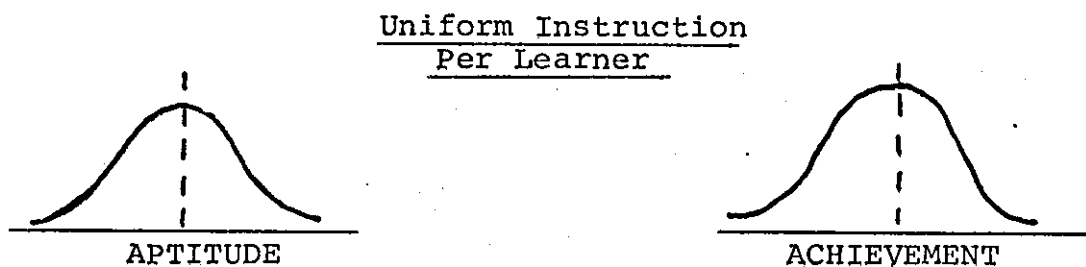 Uniform Instruction
Per Learner
APTITUDE
ACHIEVEMENT